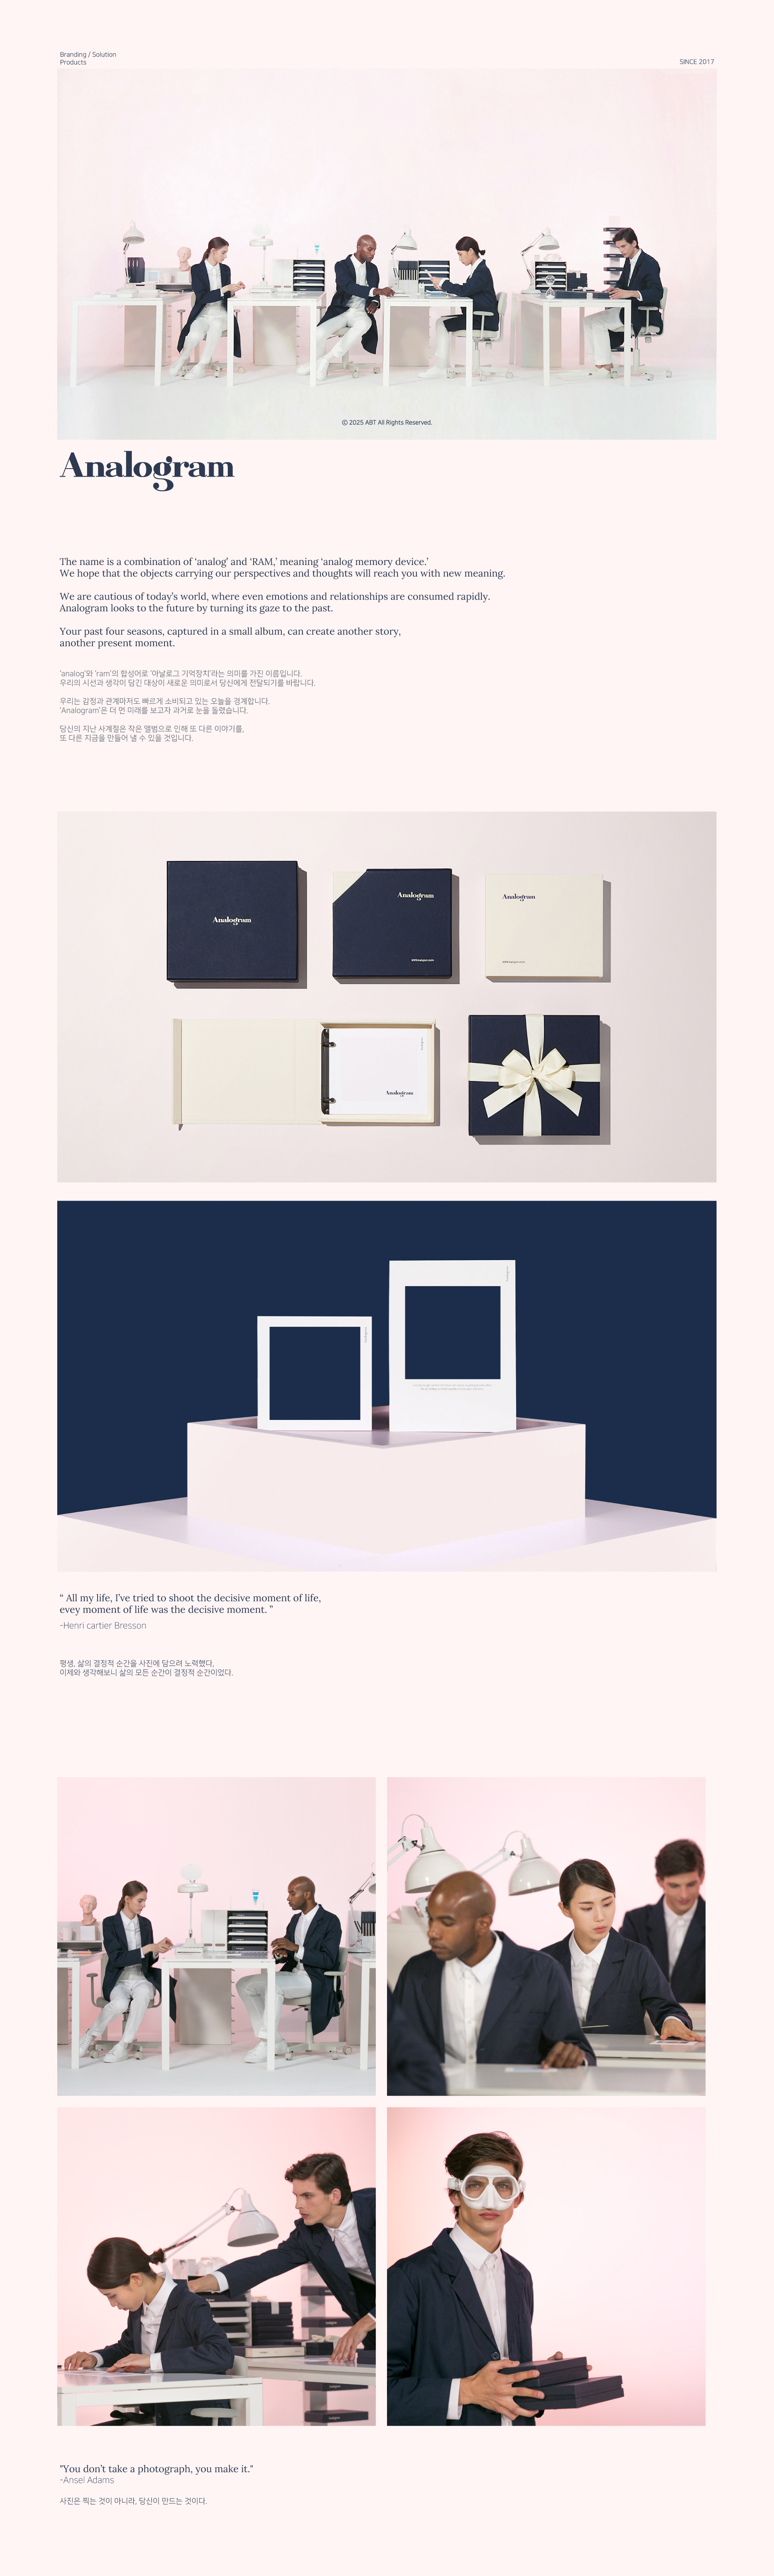 Branding / Solution
Products
SINCE 2017
© 2025 ABT All Rights Reserved.
Analogram
The name is a combination of ‘analog’ and ‘RAM,’ meaning ‘analog memory device.’
We hope that the objects carrying our perspectives and thoughts will reach you with new meaning.
We are cautious of today’s world, where even emotions and relationships are consumed rapidly.
Analogram looks to the future by turning its gaze to the past.
Your past four seasons, captured in a small album, can create another story,
another present moment.
'analog'와 'ram'의 합성어로 '아날로그 기억장치'라는 의미를 가진 이름입니다.
우리의 시선과 생각이 담긴 대상이 새로운 의미로서 당신에게 전달되기를 바랍니다.
우리는 감정과 관계마저도 빠르게 소비되고 있는 오늘을 경계합니다.
'Analogram'은 더 먼 미래를 보고자 과거로 눈을 돌렸습니다.
당신의 지난 사계절은 작은 앨범으로 인해 또 다른 이야기를,
또 다른 지금을 만들어 낼 수 있을 것입니다.
Analogram
Analogram
Analogram
Analogram
“ All my life, I’ve tried to shoot the decisive moment of life,
evey moment of life was the decisive moment. ”
-Henri cartier Bresson
평생, 삶의 결정적 순간을 사진에 담으려 노력했다,
이제와 생각해보니 삶의 모든 순간이 결정적 순간이었다.
"You don’t take a photograph, you make it."
-Ansel Adams
사진은 찍는 것이 아니라, 당신이 만드는 것이다.